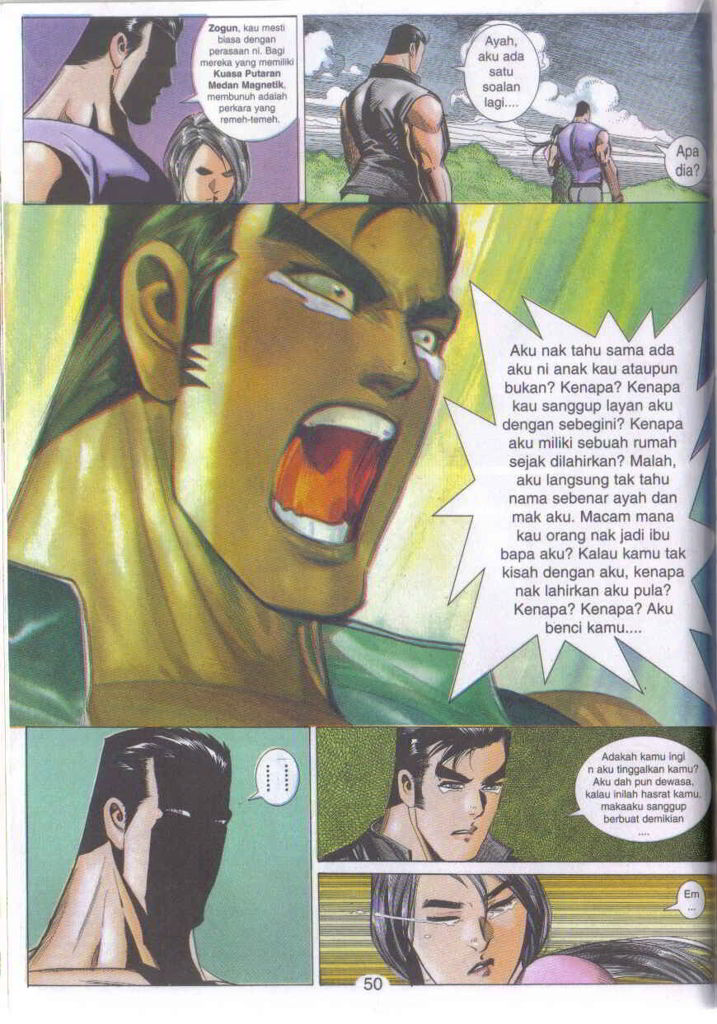 Zogun, kau mesti
biasa dengan
perasaan ni. Bagi
mereka yang memiliki
Kuasa Putaran
Medan Magnetik,
membunuh adalah
perkara yang
remeh-temeh.
Ayah,
aku ada
satu
soalan
lagi....
Apa
dia?
Aku nak tahu sama ada
aku ni anak kau ataupun
bukan? Kenapa? Kenapa
kau sanggup layan aku
dengan sebegini? Kenapa
aku miliki sebuah rumah
sejak dilahirkan? Malah,
aku langsung tak tahu
nama sebenar ayah dan
mak aku. Macam mana
kau orang nak jadi ibu
bapa aku? Kalau kamu tak
kisah dengan aku, kenapa
nak lahirkan aku pula?
Kenapa? Kenapa? Aku
benci kamu....
Adakah kamu ingi
n aku tinggalkan kamu?
Aku dah pun dewasa,
kalau inilah hasrat kamu,
makaaku sanggup
berbuat demikian
....
Em
...
50